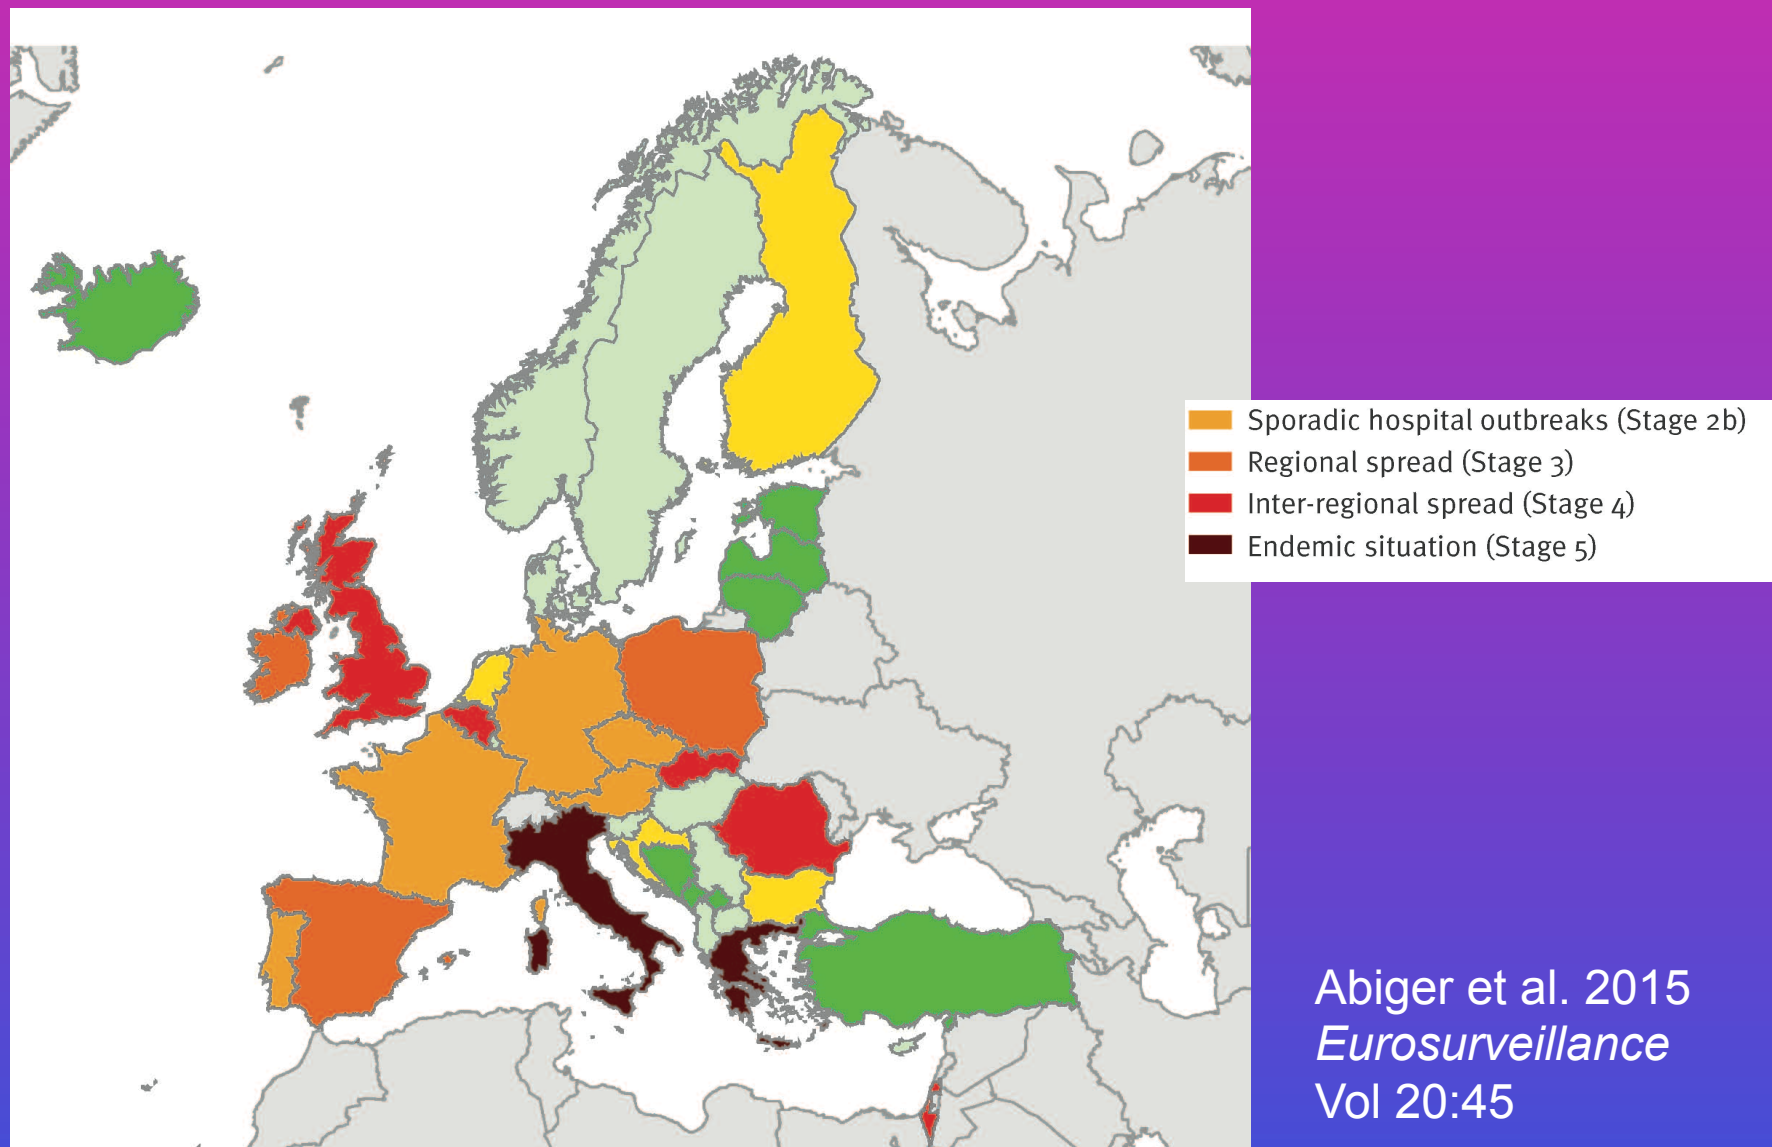 Sporadic hospital outbreaks (Stage 2b)
Regional spread (Stage 3)
Inter-regional spread (Stage 4)
Endemic situation (Stage 5)
Abiger et al. 2015
Eurosurveillance
Vol 20:45